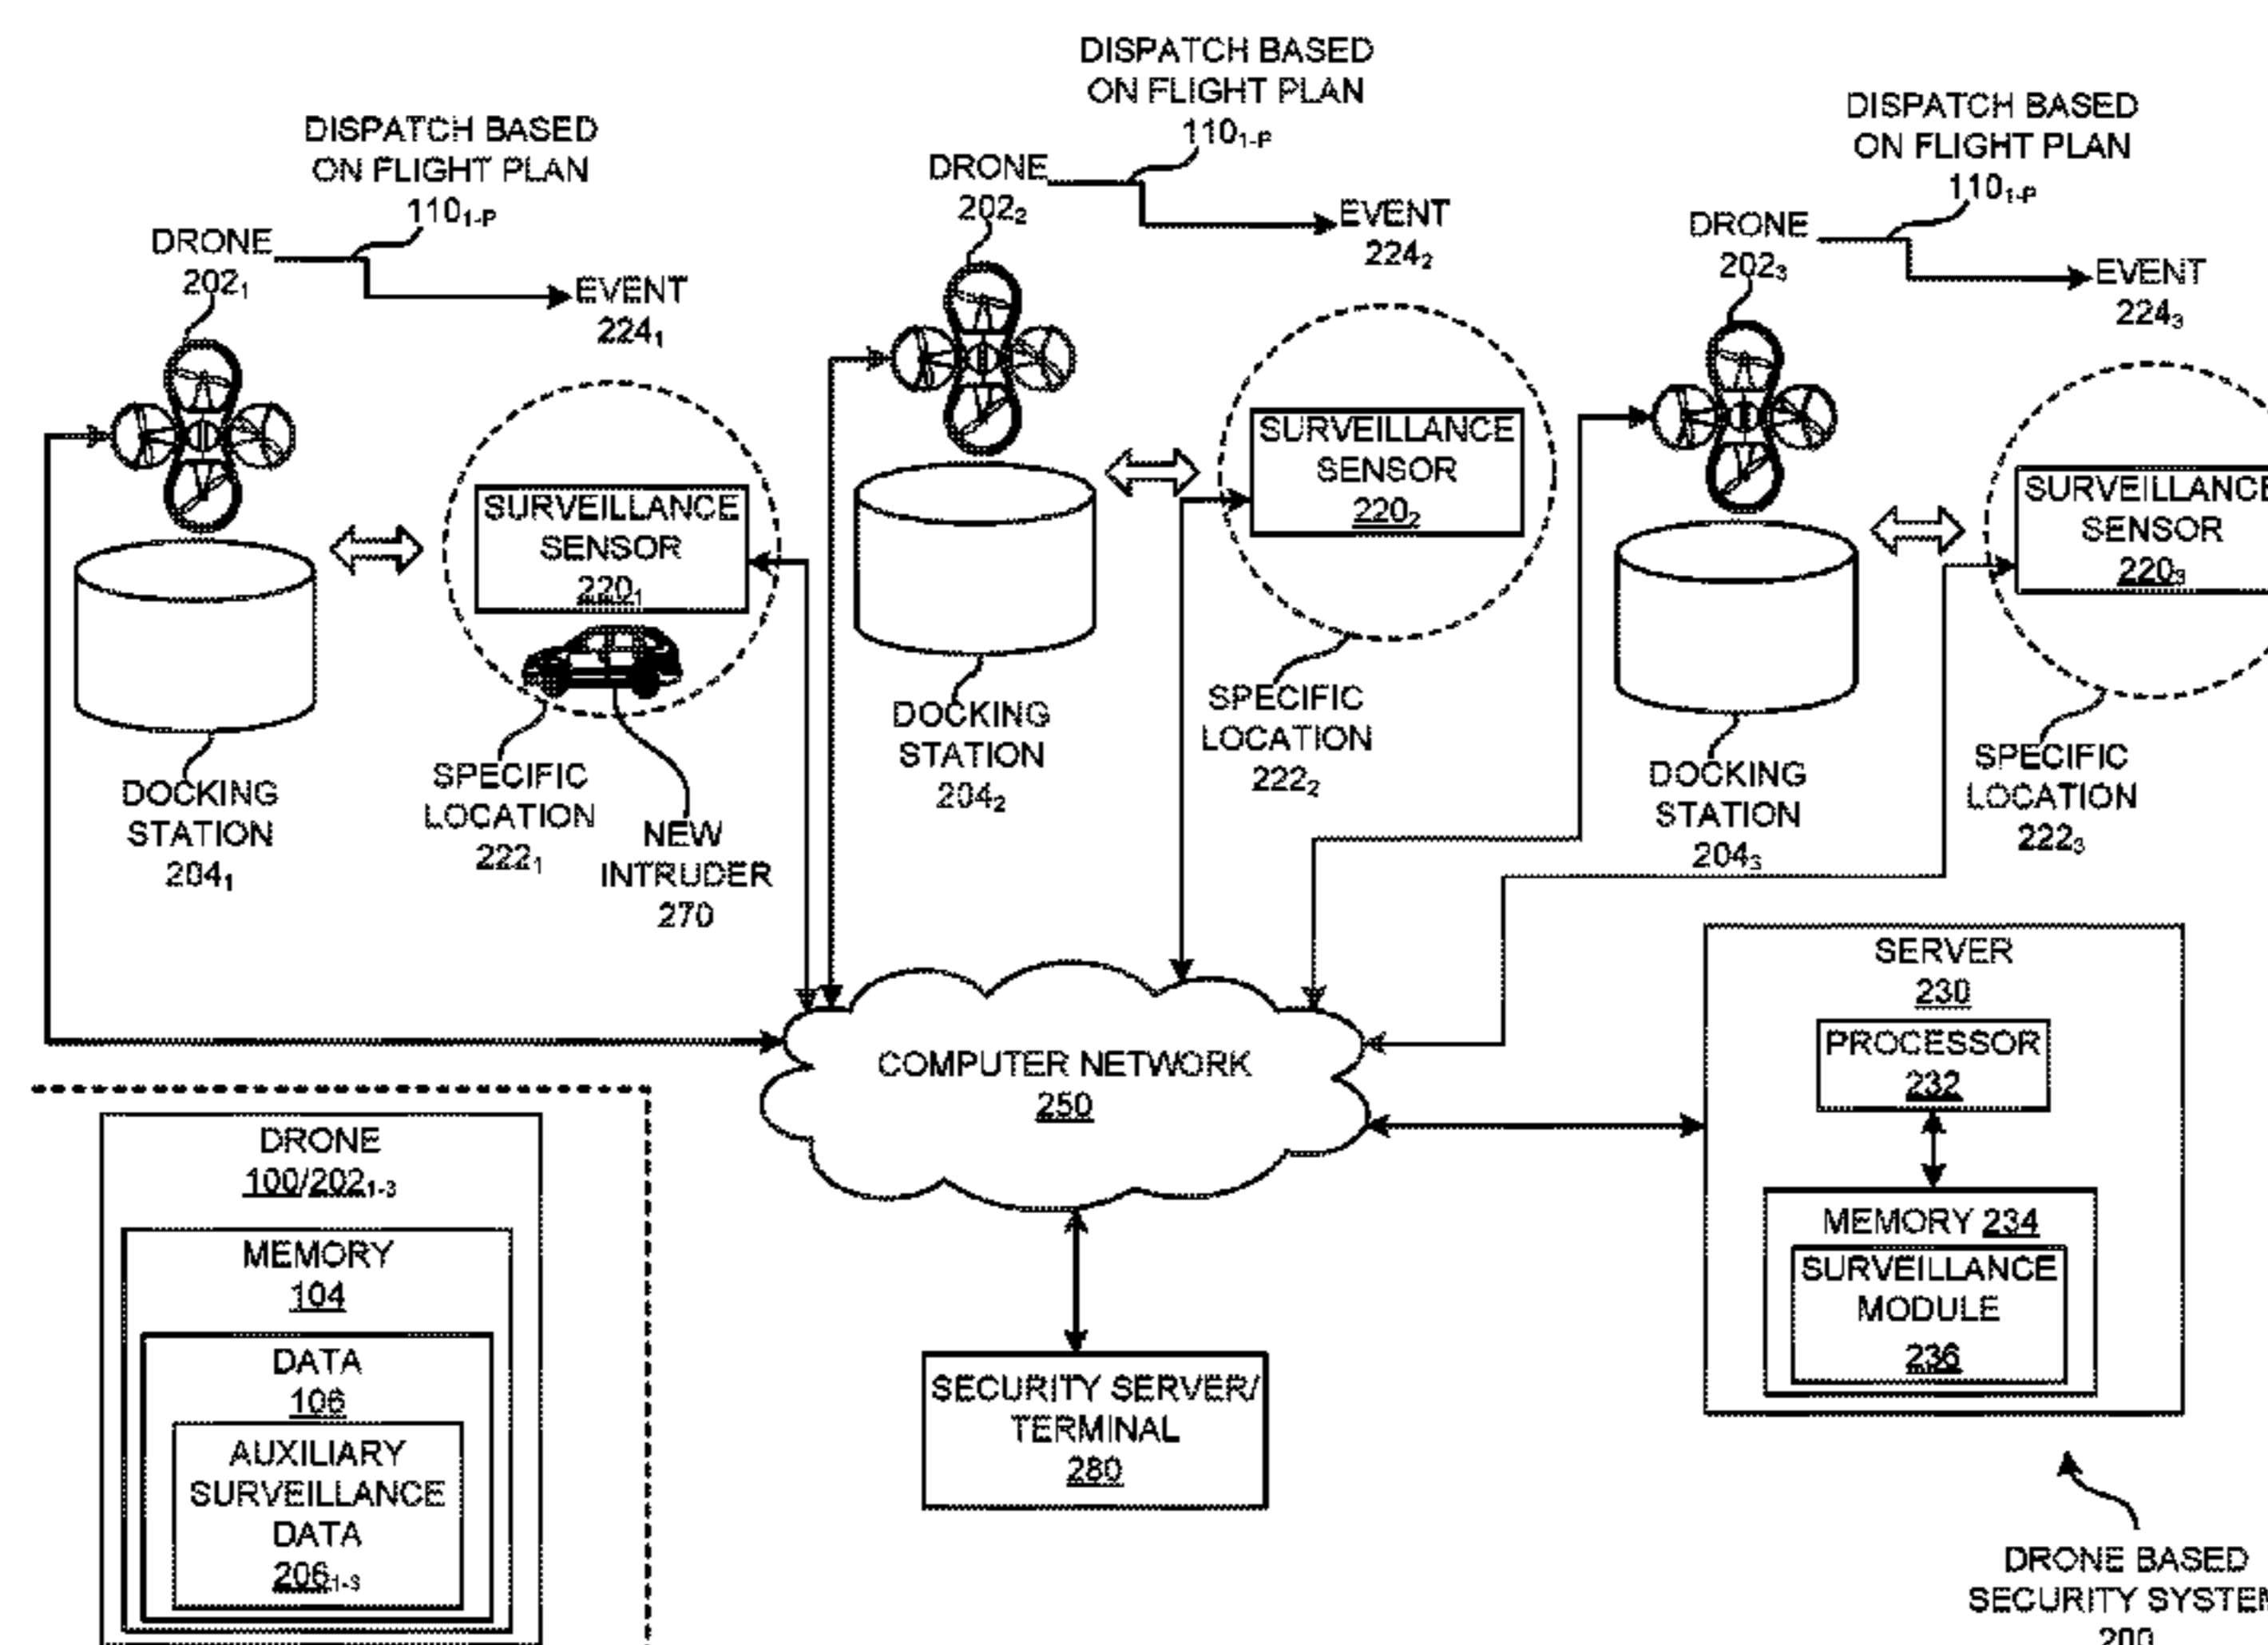 DISPATCH BASED
ON FLIGHT PLAN
110₁₋P
DRONE
202₁
EVENT
224₁
SURVEILLANCE
SENSOR
220₁
DOCKING
STATION
204₁
SPECIFIC
LOCATION
222₁
NEW
INTRUDER
270
DISPATCH BASED
ON FLIGHT PLAN
110₁₋P
DRONE
202₂
EVENT
224₂
SURVEILLANCE
SENSOR
220₂
DOCKING
STATION
204₂
SPECIFIC
LOCATION
222₂
DISPATCH BASED
ON FLIGHT PLAN
110₁₋P
DRONE
202₃
EVENT
224₃
SURVEILLANCE
SENSOR
220₃
DOCKING
STATION
204₃
SPECIFIC
LOCATION
222₃
COMPUTER NETWORK
250
SERVER
230
PROCESSOR
232
MEMORY 234
SURVEILLANCE
MODULE
236
DRONE
100/202₁₋₃
MEMORY
104
DATA
106
AUXILIARY
SURVEILLANCE
DATA
206₁₋₃
SECURITY SERVER/
TERMINAL
280
DRONE BASED
SECURITY SYSTEM
200